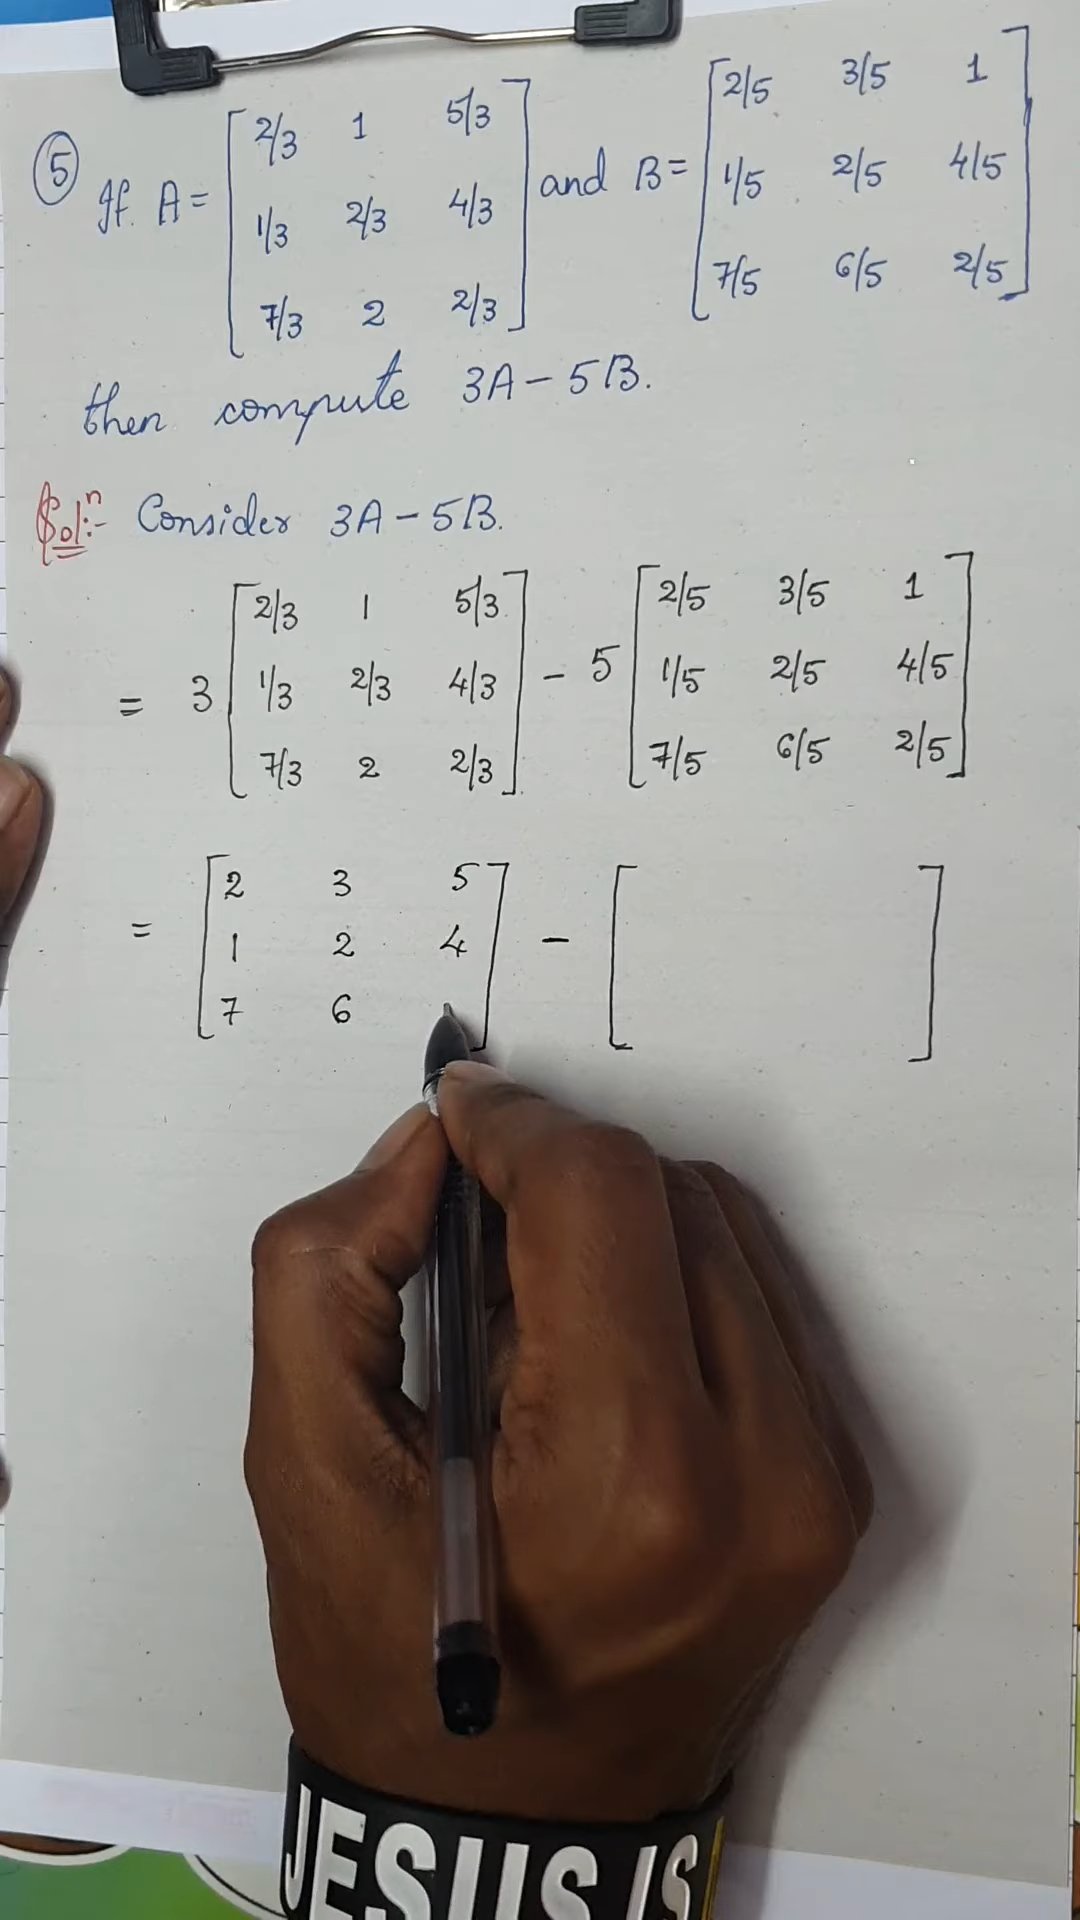 ⑤ If A = [2/3 1 5/3
1/3 2/3 4/3
7/3 2 2/3] and B = [2/5 3/5 1
1/5 2/5 4/5
7/5 6/5 2/5]
then compute 3A - 5B.
Solⁿ:- Consider 3A - 5B.
= 3 [2/3 1 5/3
1/3 2/3 4/3
7/3 2 2/3] - 5 [2/5 3/5 1
1/5 2/5 4/5
7/5 6/5 2/5]
= [2 3 5
1 2 4
7 6 ] - [ ]
JESUS IS